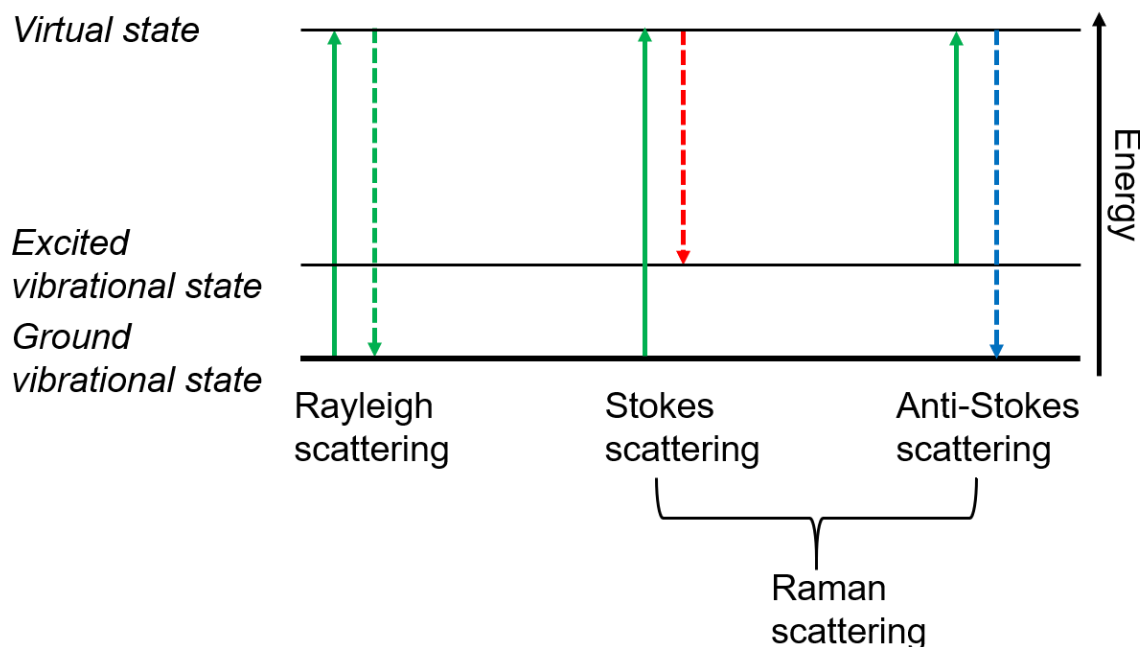 Virtual state
Energy
Excited
vibrational state
Ground
vibrational state
Rayleigh
scattering
Stokes
scattering
Anti-Stokes
scattering
Raman
scattering